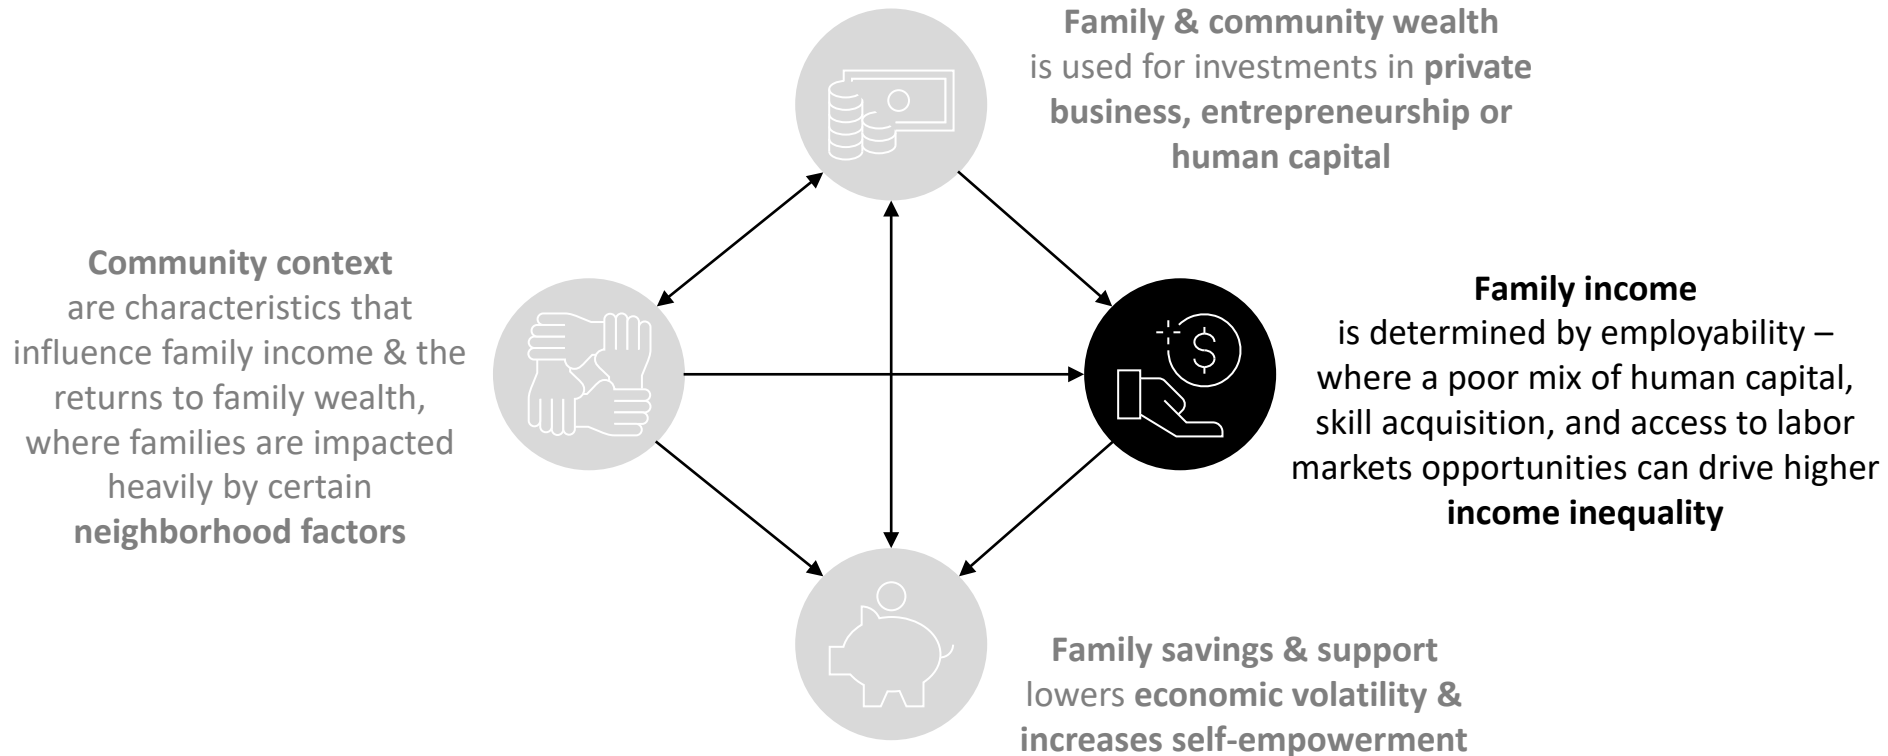 Family & community wealth
is used for investments in private
business, entrepreneurship or
human capital
Community context
are characteristics that
influence family income & the
returns to family wealth,
where families are impacted
heavily by certain
neighborhood factors
$
Family income
is determined by employability –
where a poor mix of human capital,
skill acquisition, and access to labor
markets opportunities can drive higher
income inequality
Family savings & support
lowers economic volatility &
increases self-empowerment